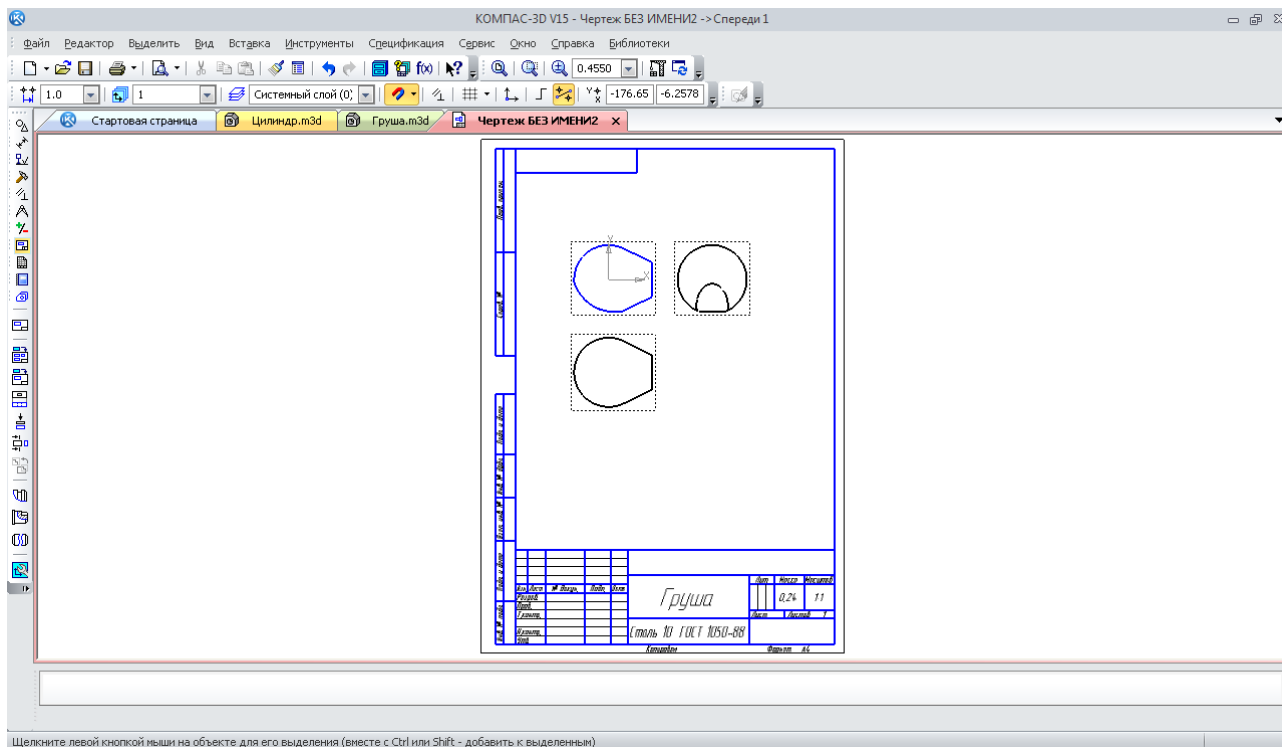 КОМПАС-3D V15 - Чертеж БЕЗ ИМЕНИ2 ->Спереди 1
Файл Редактор Выделить Вид Вставка Инструменты Спецификация Сервис Окно Справка Библиотеки
0.4550
1.0 1 Системный слой (0; -176.65 -6.2578
Стартовая страница Цилиндр.m3d Груша.m3d Чертеж БЕЗ ИМЕНИ2
Y
X
Масса Масштаб
Груша 0,24 1:1
Сталь 10 ГОСТ 1050-88
Копировал Формат А4
Щелкните левой кнопкой мыши на объекте для его выделения (вместе с Ctrl или Shift - добавить к выделенным)